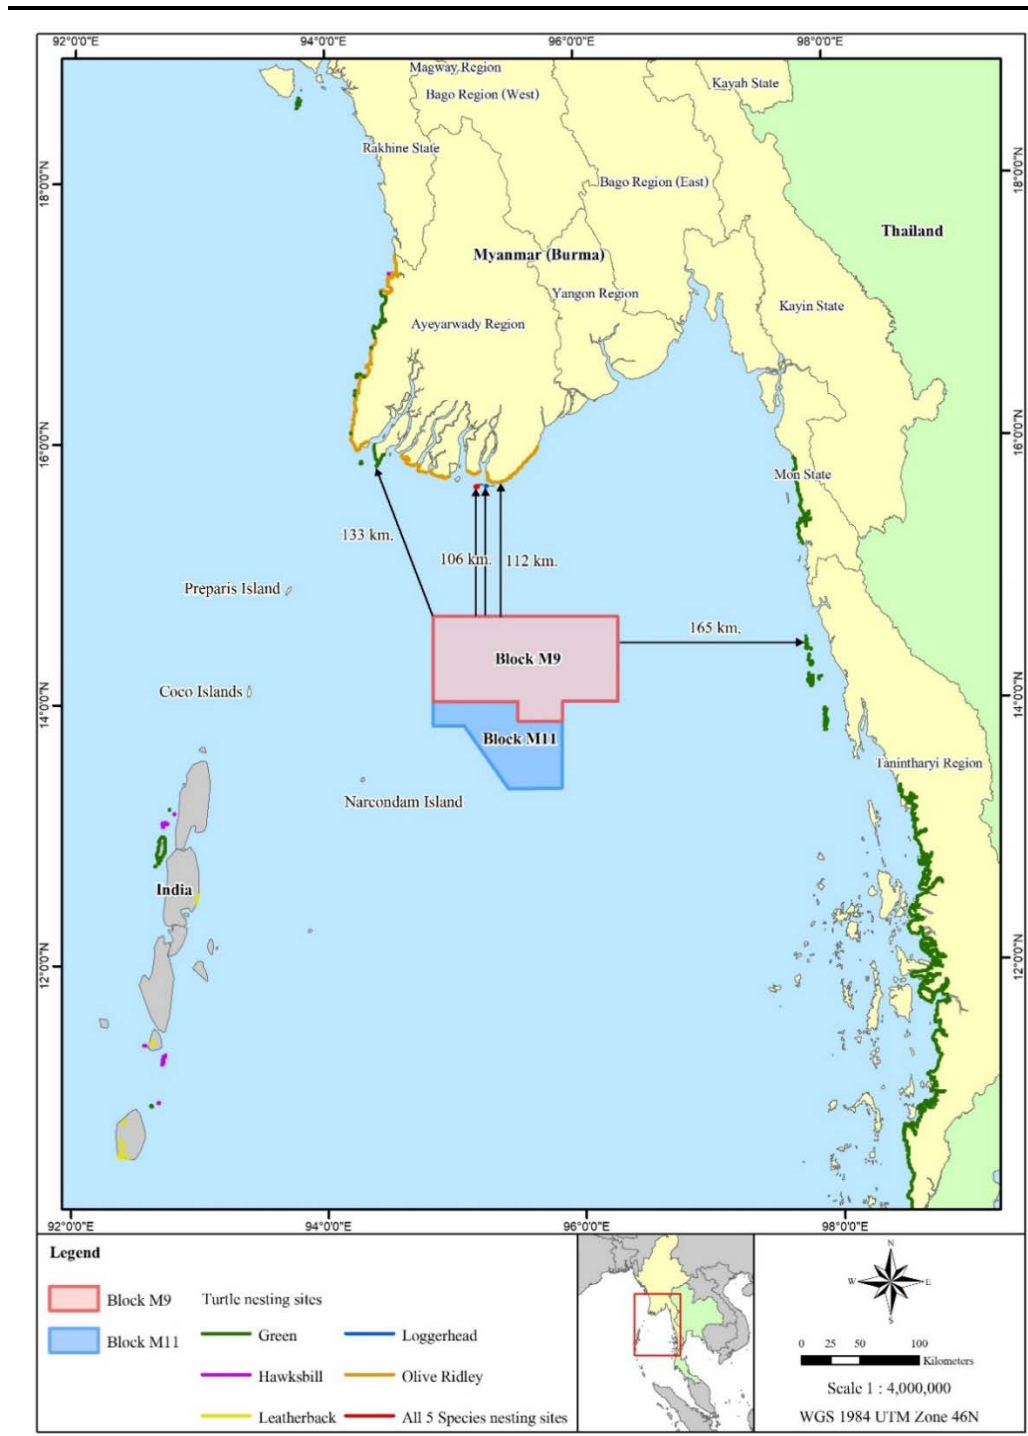 92°0'0"E 94°0'0"E 96°0'0"E 98°0'0"E
Magway Region
Kayah State
Bago Region (West)
Rakhine State
18°0'0"N
18°0'0"N
Bago Region (East)
Thailand
Myanmar (Burma)
Yangon Region
Kayin State
Ayeyarwady Region
16°0'0"N
16°0'0"N
Mon State
133 km.
106 km.
112 km.
Preparis Island
165 km.
Block M9
Coco Islands
14°0'0"N
14°0'0"N
Block M11
Tanintharyi Region
Narcondam Island
India
12°0'0"N
12°0'0"N
92°0'0"E 94°0'0"E 96°0'0"E 98°0'0"E
Legend
Block M9
Turtle nesting sites
Block M11
Green
Loggerhead
Hawksbill
Olive Ridley
Leatherback
All 5 Species nesting sites
N
W E
S
0 25 50 100
Kilometers
Scale 1 : 4,000,000
WGS 1984 UTM Zone 46N